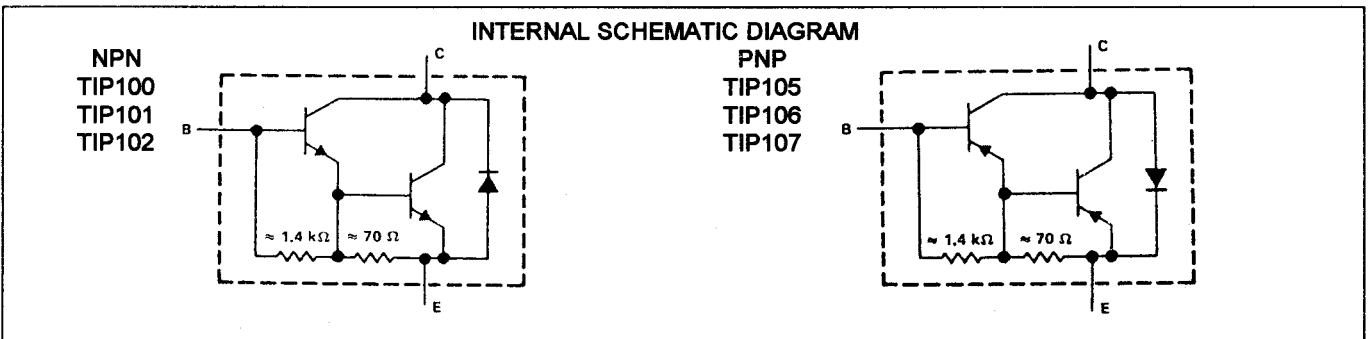 INTERNAL SCHEMATIC DIAGRAM
NPN
TIP100
TIP101
TIP102
C
B
≈ 1.4 kΩ ≈ 70 Ω
E
PNP
TIP105
TIP106
TIP107
C
B
≈ 1,4 kΩ ≈ 70 Ω
E